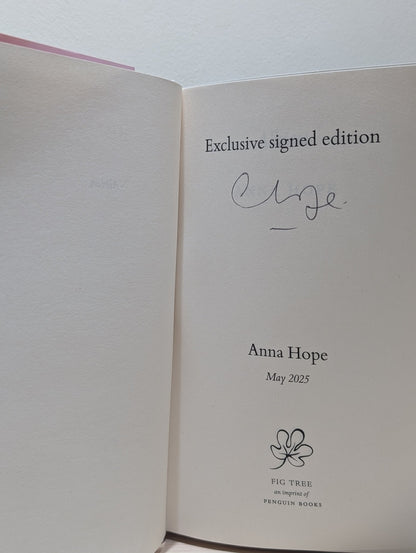 Exclusive signed edition
Anna Hope
May 2025
FIG TREE
an imprint of
PENGUIN BOOKS